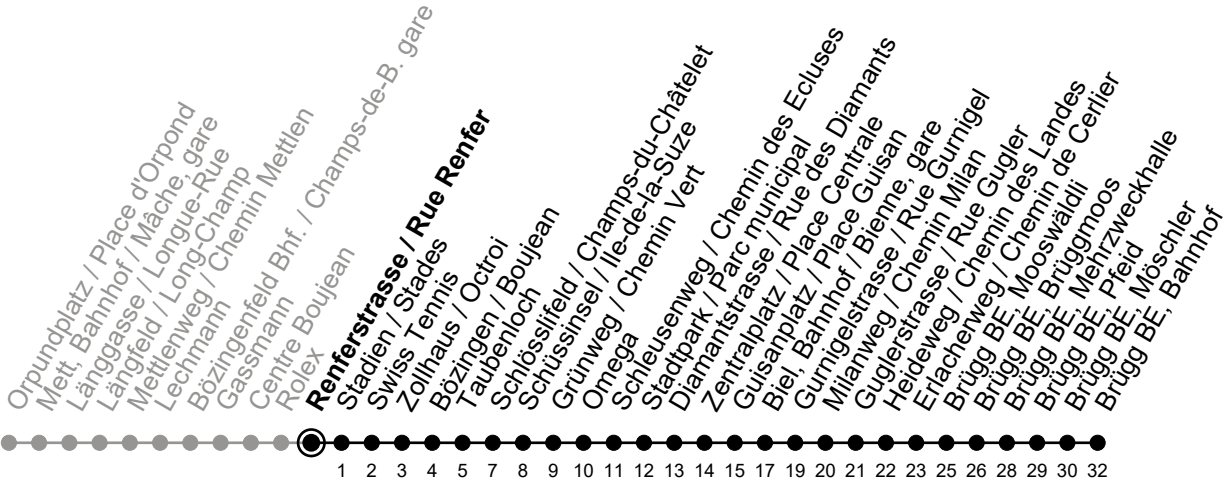 Orpundplatz / Place d'Orpond
Mett, Bahnhof / Mâche, gare
Länggasse / Longue-Rue
Längfeld / Long-Champ
Mettlenweg / Chemin Mettlen
Lechmann
Bözingenfeld Bhf. / Champs-de-B. gare
Gassmann
Centre Boujean
Rolex
Renferstrasse / Rue Renfer
Stadien / Stades
Swiss Tennis
Zollhaus / Octroi
Bözingen / Boujean
Taubenloch
Schösslifeld / Champs-du-Châtelet
Schüssinsel / Ile-de-la-Suze
Grünweg / Chemin Vert
Omega
Schleusenweg / Chemin des Ecluses
Stadtpark / Parc municipal
Diamantstrasse / Rue des Diamants
Zentralplatz / Place Centrale
Guisanplatz / Place Guisan
Biel, Bahnhof / Bienne, gare
Gurnigelstrasse / Rue Gurnigel
Milanweg / Chemin Milan
Guglerstrasse / Rue Gugler
Heideweg / Chemin des Landes
Erlacherweg / Chemin de Cerlier
Brügg BE, Mooswäldli
Brügg BE, Brüggmoos
Brügg BE, Mehrzweckhalle
Brügg BE, Pfeid
Brügg BE, Möschler
Brügg BE, Bahnhof
1 2 3 4 5 7 8 9 10 11 12 13 14 15 17 19 20 21 22 23 25 26 28 29 30 32